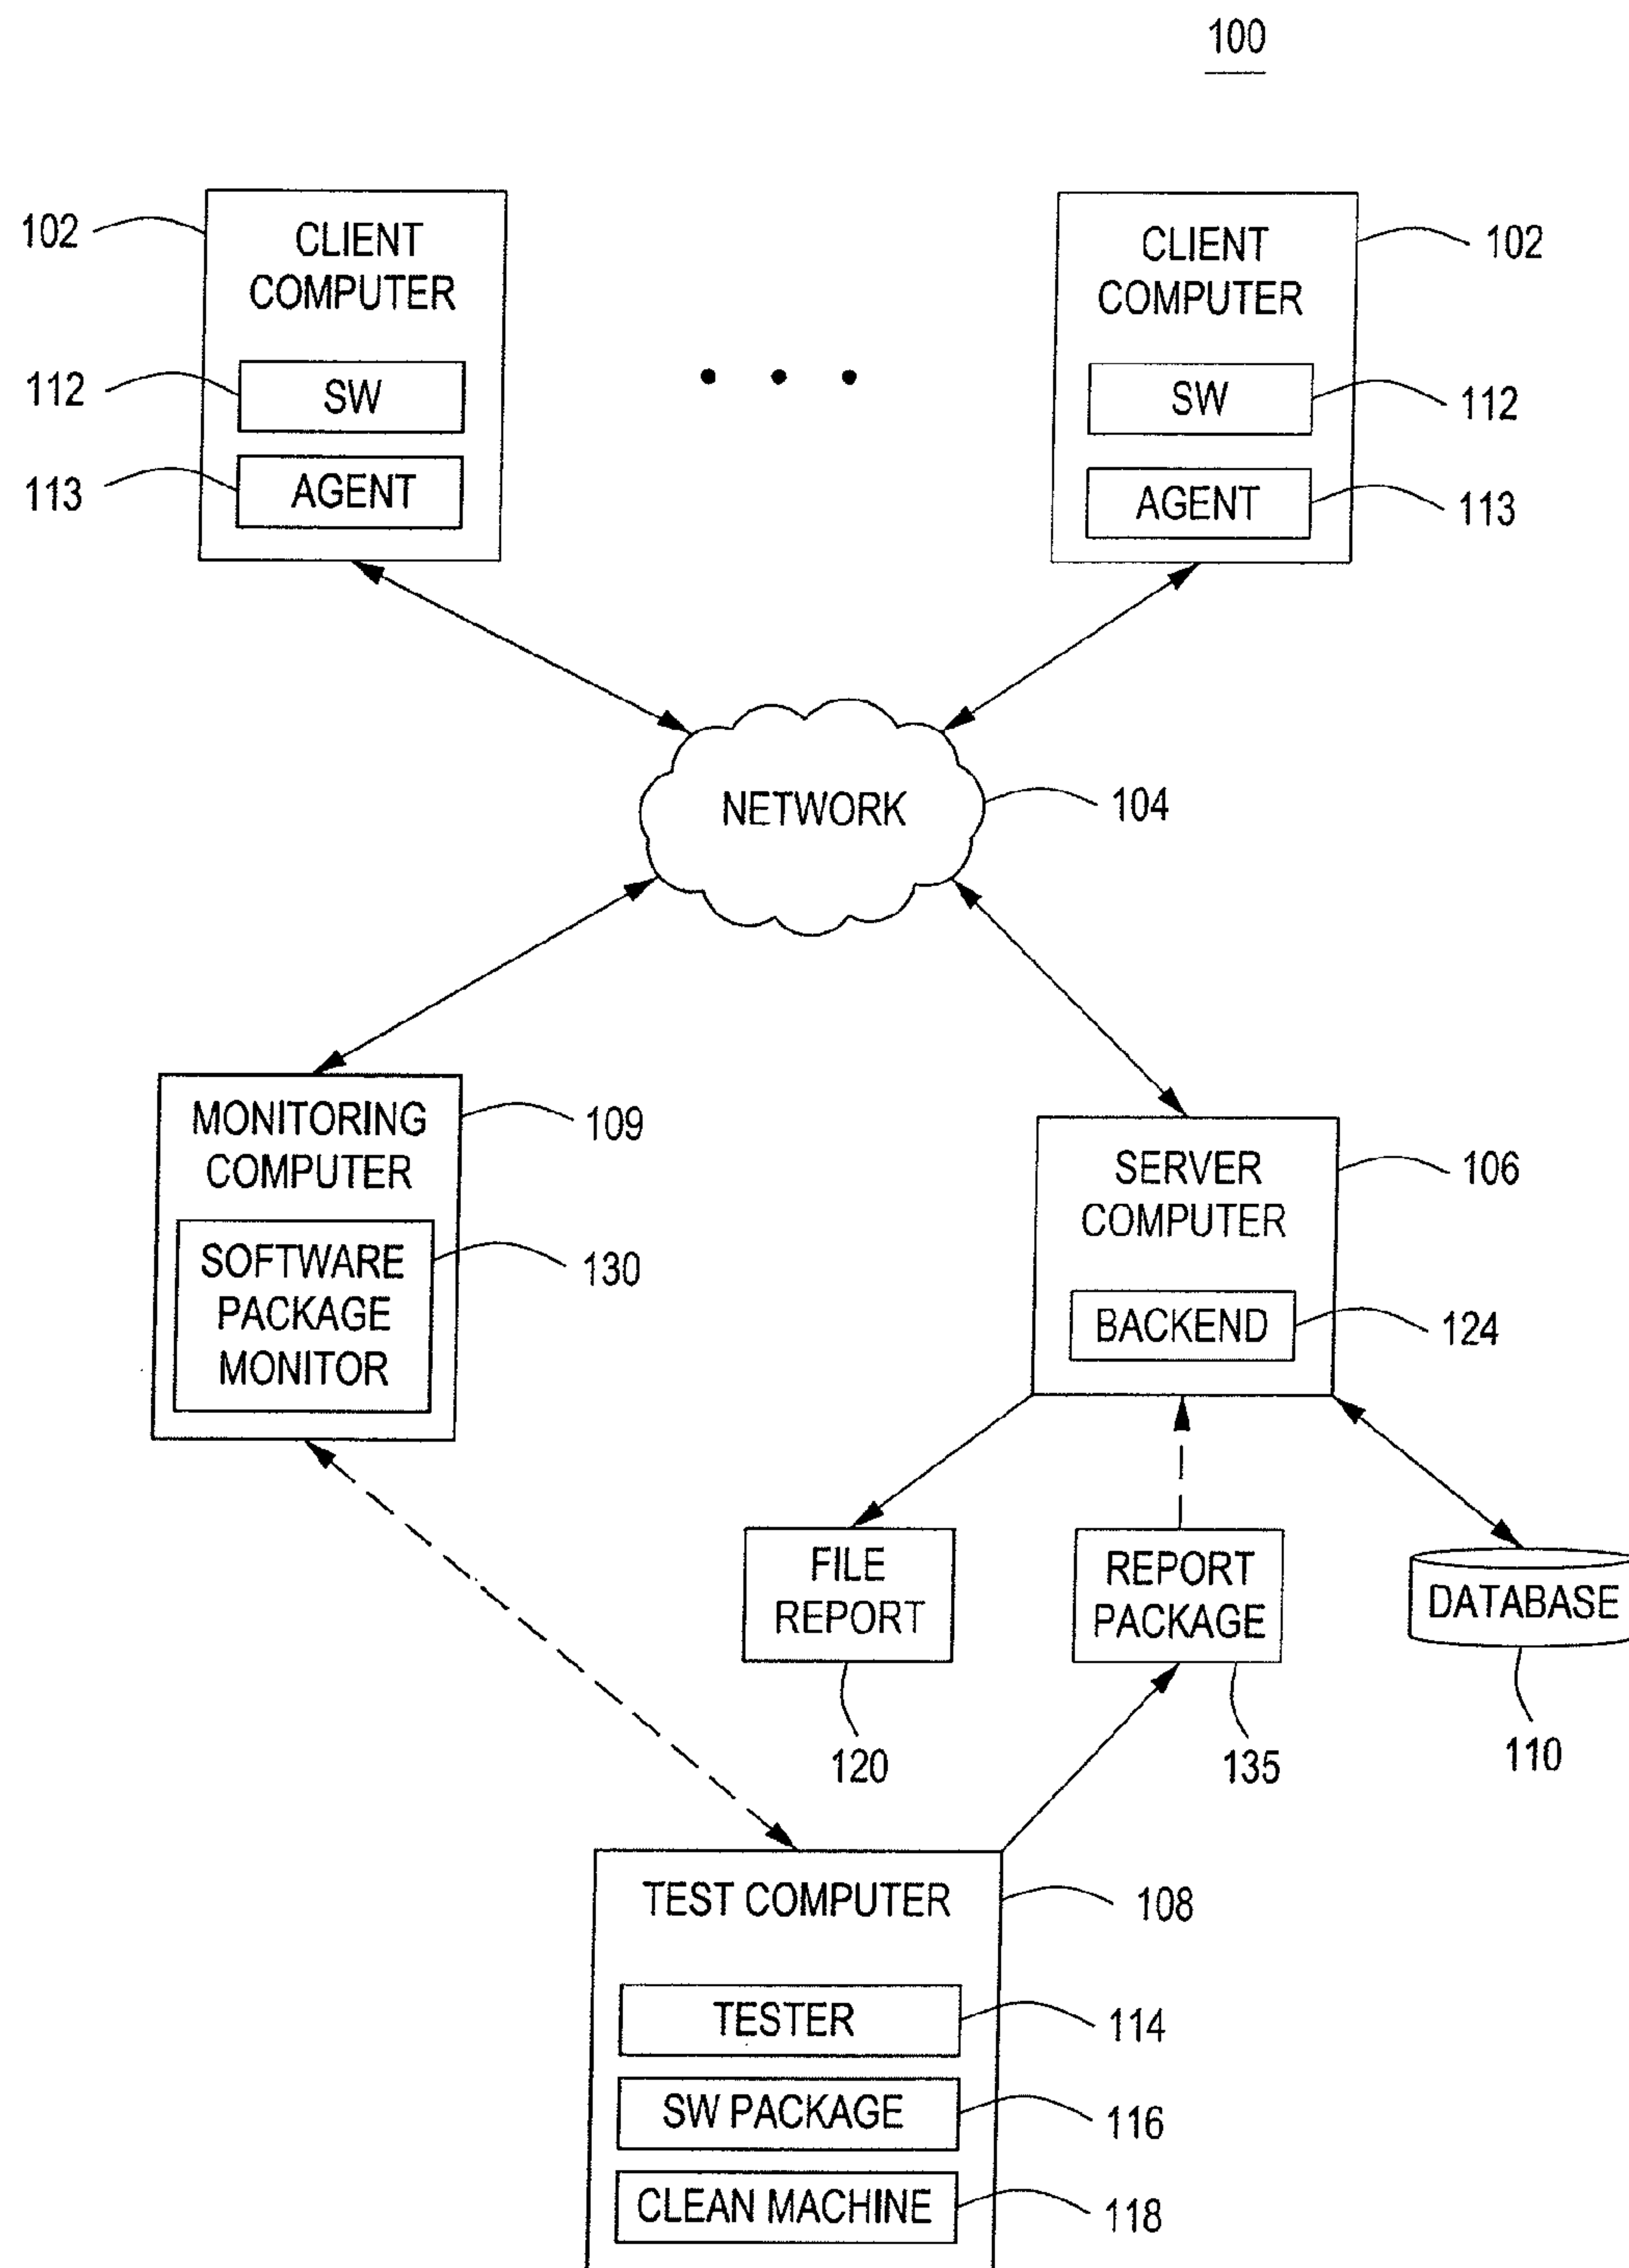 100
102
CLIENT
COMPUTER
112
SW
113
AGENT
CLIENT
COMPUTER
102
SW
112
AGENT
113
NETWORK
104
MONITORING
COMPUTER
109
SOFTWARE
PACKAGE
MONITOR
130
SERVER
COMPUTER
106
BACKEND
124
FILE
REPORT
120
REPORT
PACKAGE
135
DATABASE
110
TEST COMPUTER
108
TESTER
114
SW PACKAGE
116
CLEAN MACHINE
118